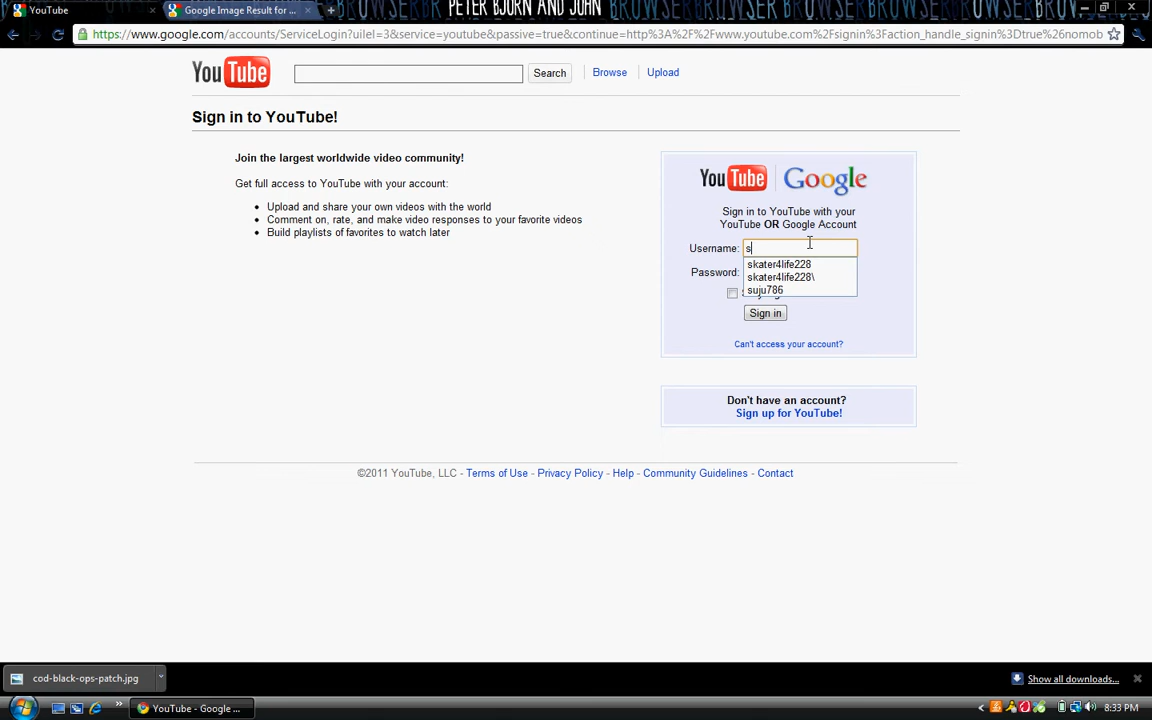 PETER BJORN AND JOHN
YouTube
Google Image Result for ...
https://www.google.com/accounts/ServiceLogin?uilel=3&service=youtube&passive=true&continue=http%3A%2F%2Fwww.youtube.com%2Fsignin%3Faction_handle_signin%3Dtrue%26nomob
YouTube
Search
Browse
Upload
Sign in to YouTube!
Join the largest worldwide video community!
Get full access to YouTube with your account:
• Upload and share your own videos with the world
• Comment on, rate, and make video responses to your favorite videos
• Build playlists of favorites to watch later
YouTube Google
Sign in to YouTube with your
YouTube OR Google Account
Username: s
skater4life228
Password:
skater4life228\
suju786
Sign in
Can't access your account?
Don't have an account?
Sign up for YouTube!
©2011 YouTube, LLC - Terms of Use - Privacy Policy - Help - Community Guidelines - Contact
cod-black-ops-patch.jpg
Show all downloads...
YouTube - Google ...
8:33 PM